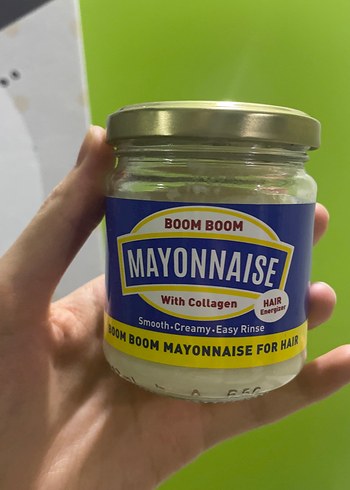 BOOM BOOM
MAYONNAISE
With Collagen
HAIR
Energizer
Smooth • Creamy • Easy Rinse
BOOM BOOM MAYONNAISE FOR HAIR